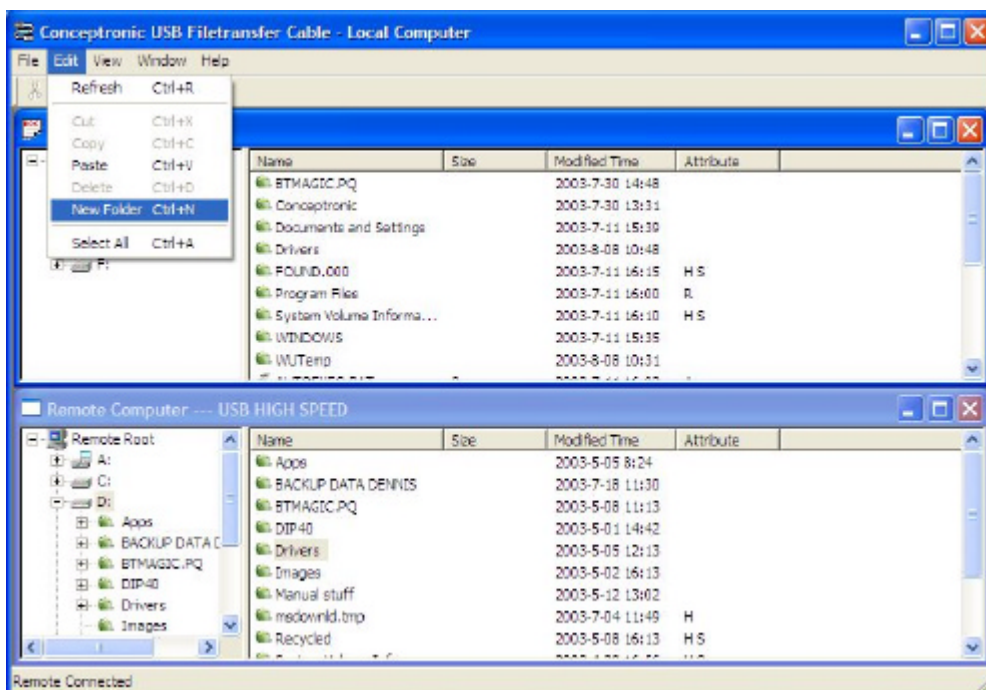 Conceptronic USB Filetransfer Cable - Local Computer
File Edit View Window Help
Refresh Ctrl+R
Cut Ctrl+X
Copy Ctrl+C
Paste Ctrl+V
Delete Ctrl+D
New Folder Ctrl+N
Select All Ctrl+A
F:
Name Size Modified Time Attribute
BTMAGIC.PQ 2003-7-30 14:48
Conceptronic 2003-7-30 13:31
Documents and Settings 2003-7-11 15:39
Drivers 2003-8-08 10:48
FOUND.000 2003-7-11 16:15 H S
Program Files 2003-7-11 16:00 R
System Volume Informa... 2003-7-11 16:10 H S
WINDOWS 2003-7-11 15:35
WUTemp 2003-8-08 10:31
Remote Computer --- USB HIGH SPEED
Remote Root
A:
C:
D:
Apps
BACKUP DATA D
BTMAGIC.PQ
DIP40
Drivers
Images
Name Size Modified Time Attribute
Apps 2003-5-05 8:24
BACKUP DATA DENNIS 2003-7-18 11:30
BTMAGIC.PQ 2003-5-08 11:13
DIP40 2003-5-01 14:42
Drivers 2003-5-05 12:13
Images 2003-5-02 16:13
Manual stuff 2003-5-12 13:02
msdownld.tmp 2003-7-04 11:49 H
Recycled 2003-5-08 16:13 H S
Remote Connected